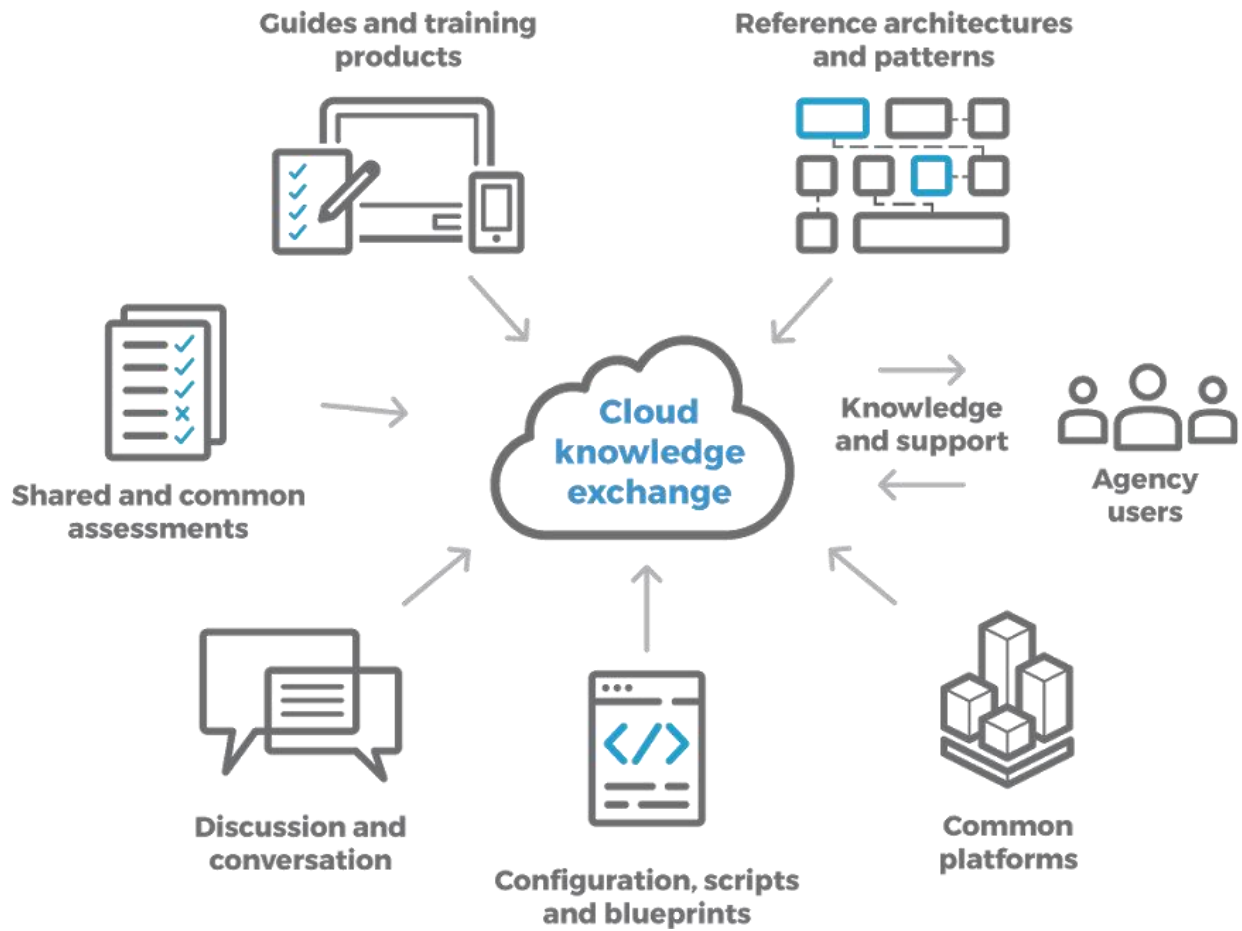 Guides and training
products
Reference architectures
and patterns
Cloud
knowledge
exchange
Knowledge
and support
Agency
users
Shared and common
assessments
Discussion and
conversation
Configuration, scripts
and blueprints
Common
platforms